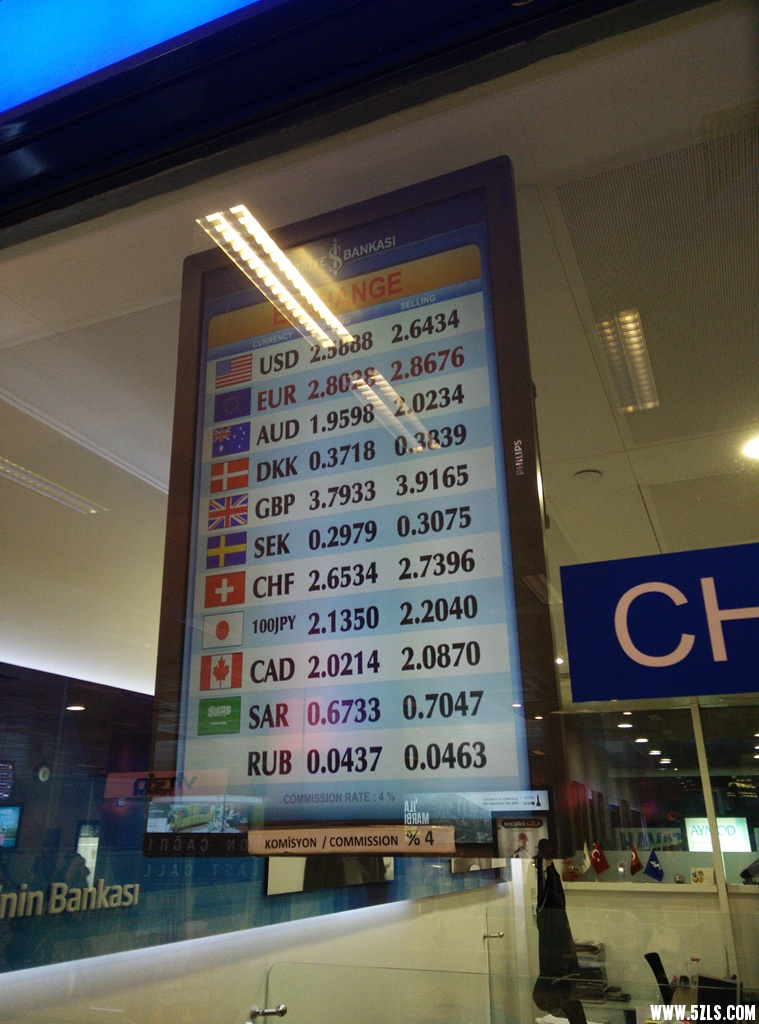 BANKASI
EXCHANGE
CURRENCY SELLING
USD 2.5888 2.6434
EUR 2.8028 2.8676
AUD 1.9598 2.0234
DKK 0.3718 0.3839
GBP 3.7933 3.9165
SEK 0.2979 0.3075
CHF 2.6534 2.7396
100JPY 2.1350 2.2040
CAD 2.0214 2.0870
SAR 0.6733 0.7047
RUB 0.0437 0.0463
COMMISSION RATE : 4 %
KOMİSYON / COMMISSION % 4
PHILIPS
CH
nin Bankası
WWW.5ZLS.COM